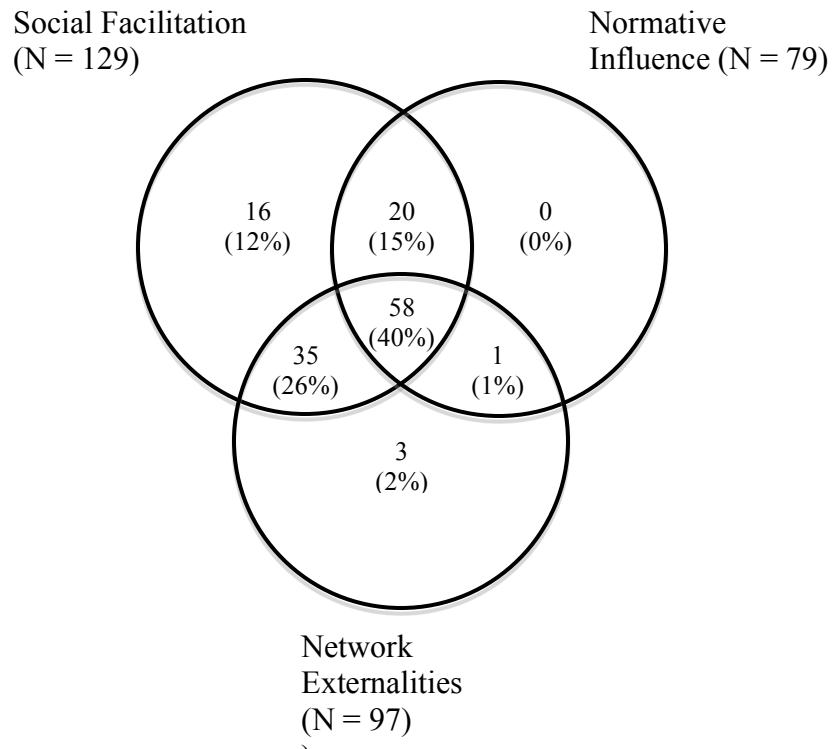 Social Facilitation
(N = 129)
Normative
Influence (N = 79)
16
(12%)
20
(15%)
0
(0%)
58
(40%)
35
(26%)
1
(1%)
3
(2%)
Network
Externalities
(N = 97)
)